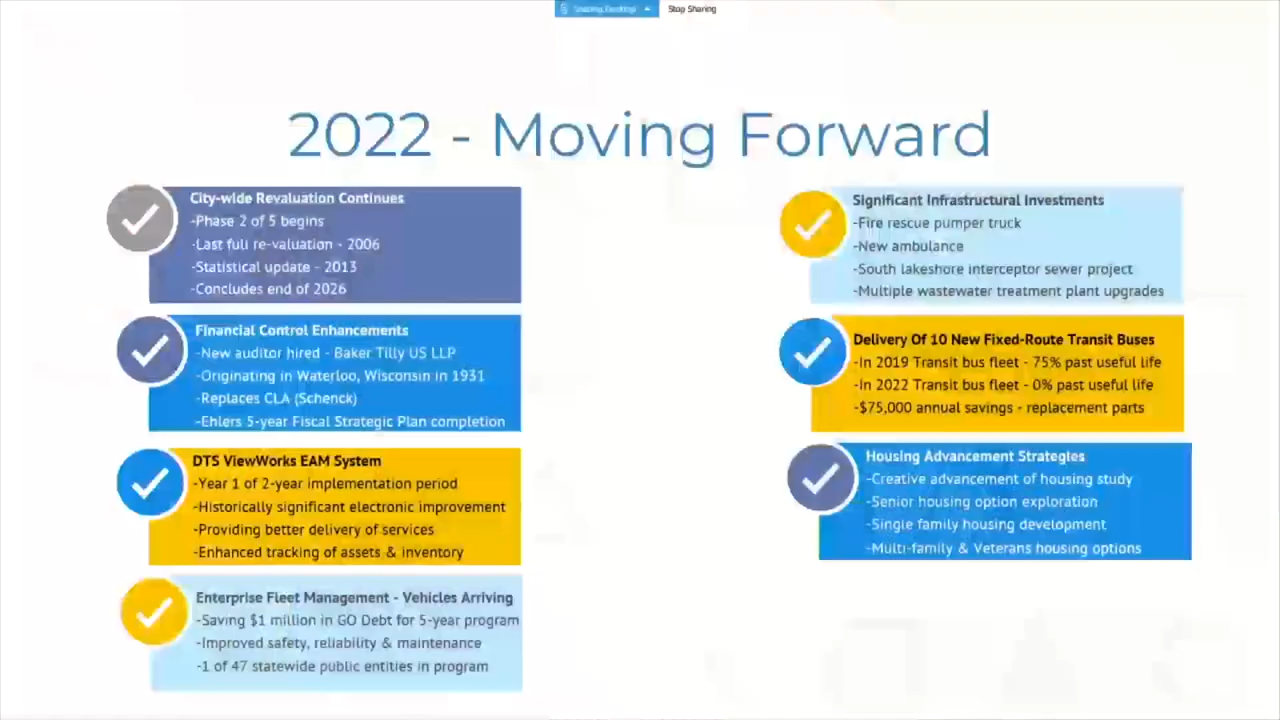 Stop Sharing
2022 - Moving Forward
City-wide Revaluation Continues
-Phase 2 of 5 begins
-Last full re-valuation - 2006
-Statistical update - 2013
-Concludes end of 2026
Financial Control Enhancements
-New auditor hired - Baker Tilly US LLP
-Originating in Waterloo, Wisconsin in 1931
-Replaces CLA (Schenck)
-Ehlers 5-year Fiscal Strategic Plan completion
DTS ViewWorks EAM System
-Year 1 of 2-year implementation period
-Historically significant electronic improvement
-Providing better delivery of services
-Enhanced tracking of assets & inventory
Enterprise Fleet Management - Vehicles Arriving
-Saving $1 million in GO Debt for 5-year program
-Improved safety, reliability & maintenance
-1 of 47 statewide public entities in program
Significant Infrastructural Investments
-Fire rescue pumper truck
-New ambulance
-South lakeshore interceptor sewer project
-Multiple wastewater treatment plant upgrades
Delivery Of 10 New Fixed-Route Transit Buses
-In 2019 Transit bus fleet - 75% past useful life
-In 2022 Transit bus fleet - 0% past useful life
-$75,000 annual savings - replacement parts
Housing Advancement Strategies
-Creative advancement of housing study
-Senior housing option exploration
-Single family housing development
-Multi-family & Veterans housing options